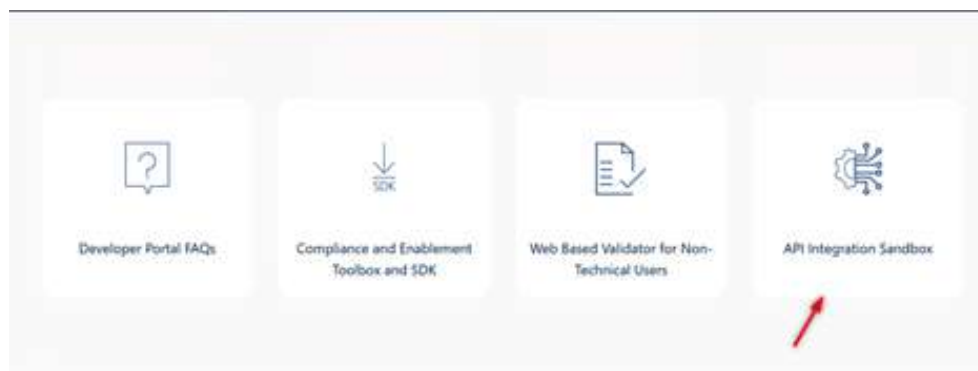 Developer Portal FAQs
SDK
Compliance and Enablement
Toolbox and SDK
Web Based Validator for Non-
Technical Users
API Integration Sandbox